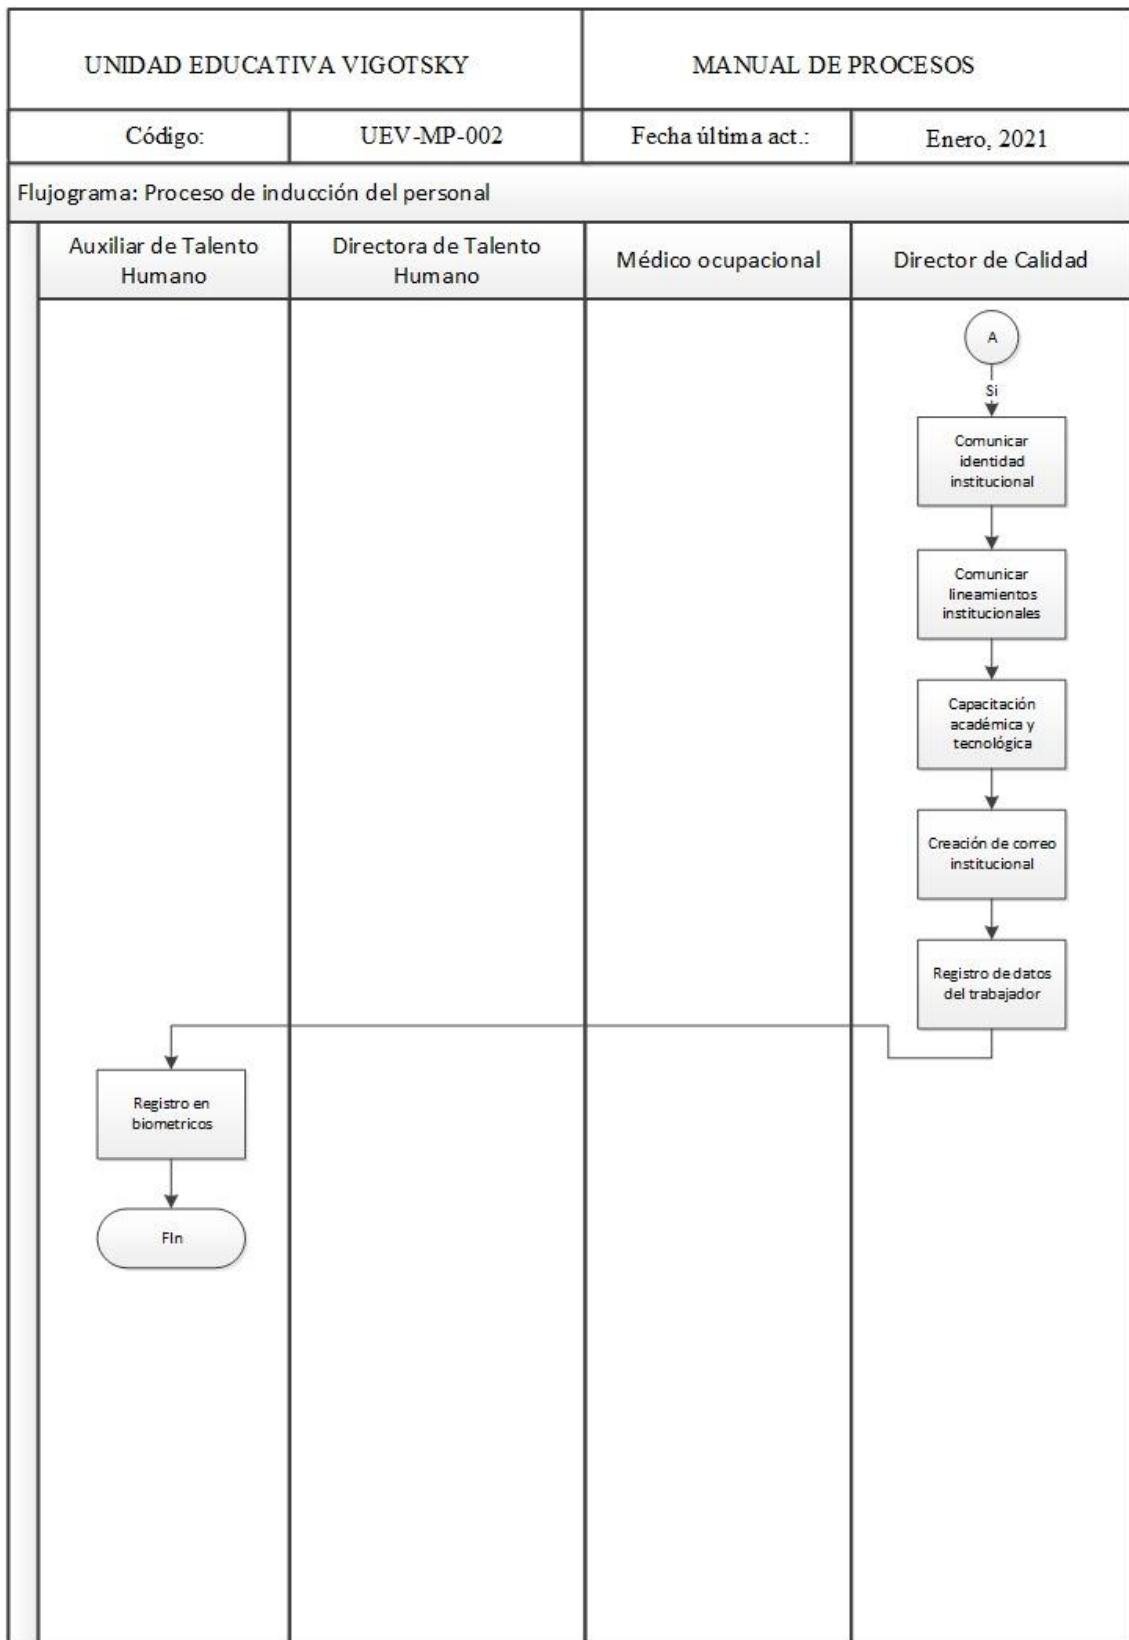 UNIDAD EDUCATIVA VIGOTSKY
MANUAL DE PROCESOS
Código:
UEV-MP-002
Fecha última act.:
Enero, 2021
Flujograma: Proceso de inducción del personal
Auxiliar de Talento
Humano
Directora de Talento
Humano
Médico ocupacional
Director de Calidad
A
Si
Comunicar
identidad
institucional
Comunicar
lineamientos
institucionales
Capacitación
académica y
tecnológica
Creación de correo
institucional
Registro de datos
del trabajador
Registro en
biometricos
FIn